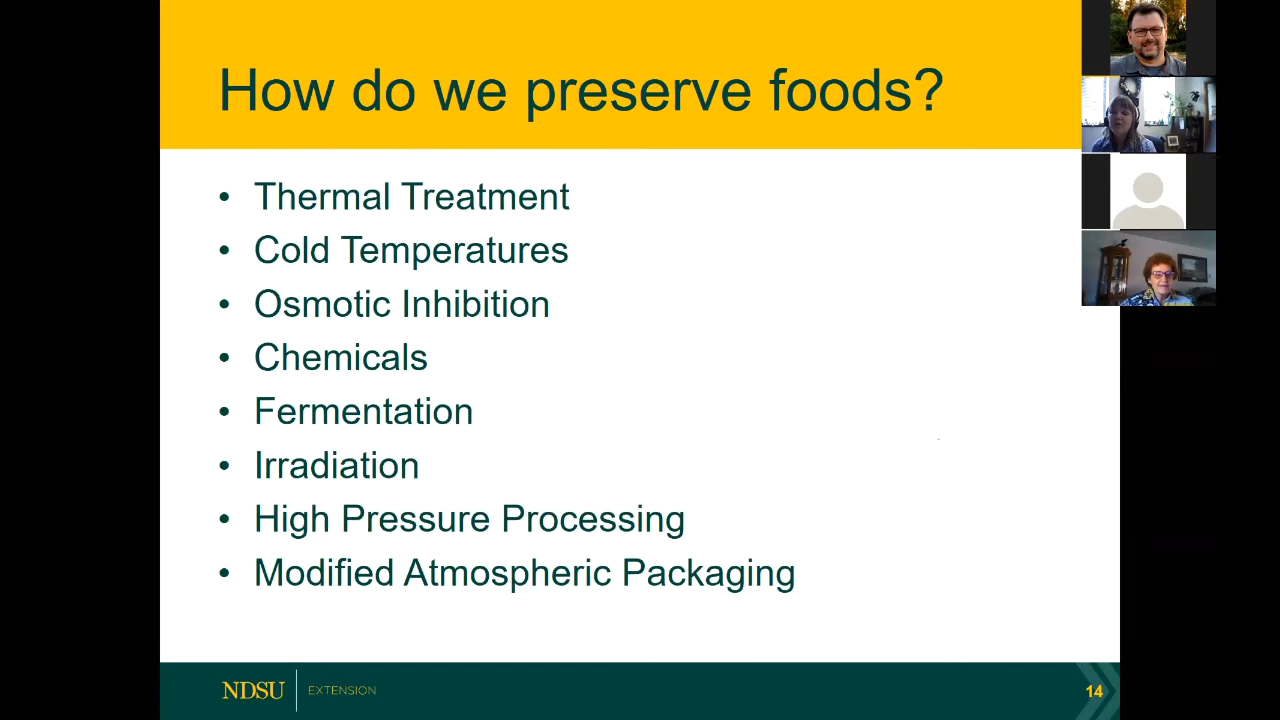 How do we preserve foods?
• Thermal Treatment
• Cold Temperatures
• Osmotic Inhibition
• Chemicals
• Fermentation
• Irradiation
• High Pressure Processing
• Modified Atmospheric Packaging
NDSU EXTENSION
14